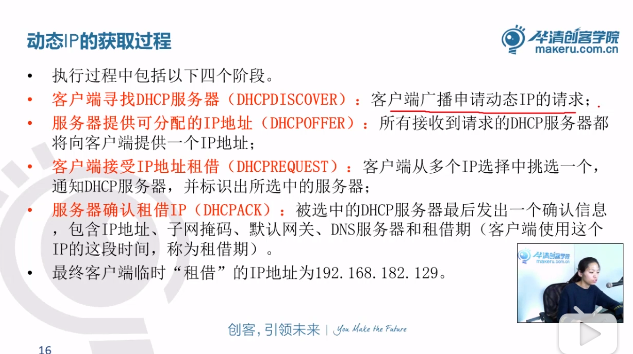 动态IP的获取过程
华清创客学院
makeru.com.cn
• 执行过程中包括以下四个阶段。
• 客户端寻找DHCP服务器（DHCPDISCOVER）：客户端广播申请动态IP的请求；
• 服务器提供可分配的IP地址（DHCPOFFER）：所有接收到请求的DHCP服务器都
将向客户端提供一个IP地址；
• 客户端接受IP地址租借（DHCPREQUEST）：客户端从多个IP选择中挑选一个，
通知DHCP服务器，并标识出所选中的服务器；
• 服务器确认租借IP（DHCPACK）：被选中的DHCP服务器最后发出一个确认信息
，包含IP地址、子网掩码、默认网关、DNS服务器和租借期（客户端使用这个
IP的这段时间，称为租借期）。
• 最终客户端临时“租借”的IP地址为192.168.182.129。
华清创客学院
makeru.com.cn
创客，引领未来 | You Make the Future
16